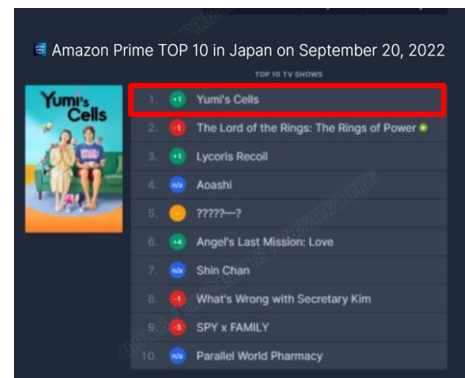 Amazon Prime TOP 10 in Japan on September 20, 2022
TOP 10 TV SHOWS
Yumi's
Cells
1. +1 Yumi's Cells
2. -1 The Lord of the Rings: The Rings of Power
3. +1 Lycoris Recoil
4. n/a Aoashi
5. – ?????—?
6. +4 Angel's Last Mission: Love
7. n/a Shin Chan
8. -1 What's Wrong with Secretary Kim
9. -3 SPY x FAMILY
10. n/a Parallel World Pharmacy